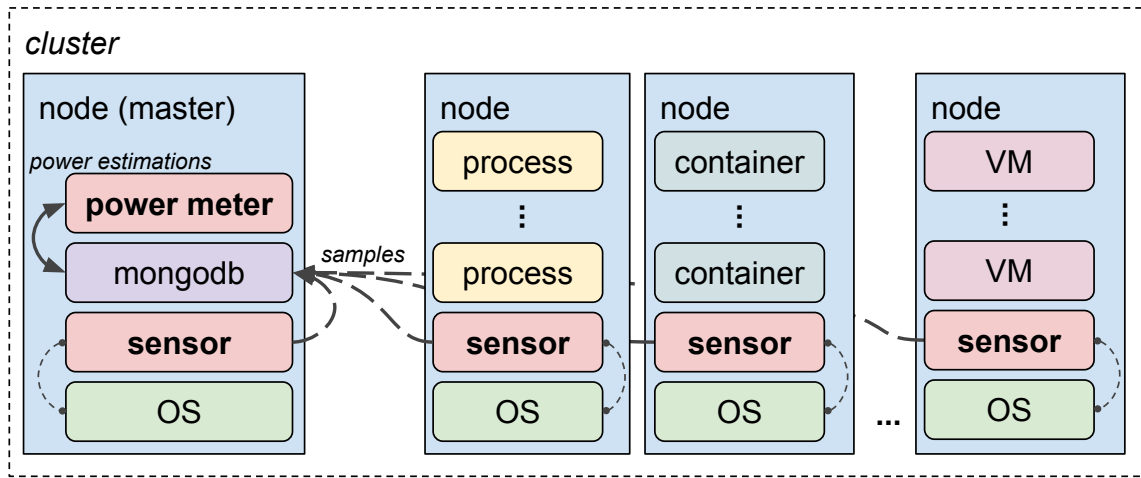 cluster
node (master)
power estimations
power meter
mongodb
sensor
OS
samples
node
process
...
process
sensor
OS
node
container
...
container
sensor
OS
...
node
VM
...
VM
sensor
OS